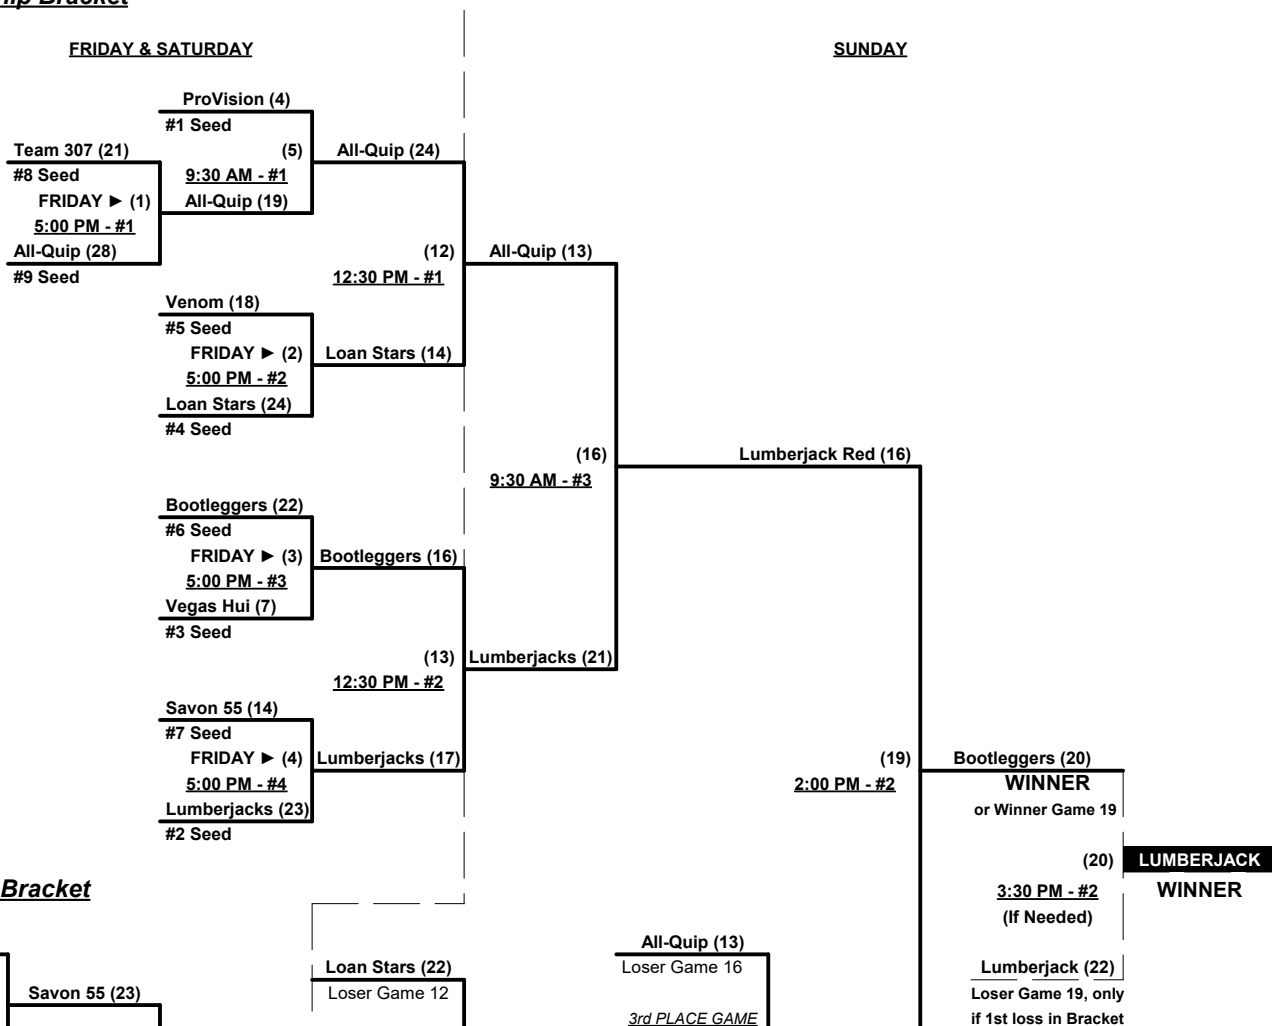 Bracket
FRIDAY & SATURDAY
SUNDAY
ProVision (4)
#1 Seed
Team 307 (21)
(5)
All-Quip (24)
#8 Seed
9:30 AM - #1
FRIDAY ► (1)
All-Quip (19)
5:00 PM - #1
All-Quip (28)
(12)
All-Quip (13)
#9 Seed
12:30 PM - #1
Venom (18)
#5 Seed
FRIDAY ► (2)
Loan Stars (14)
5:00 PM - #2
Loan Stars (24)
#4 Seed
(16)
Lumberjack Red (16)
9:30 AM - #3
Bootleggers (22)
#6 Seed
FRIDAY ► (3)
Bootleggers (16)
5:00 PM - #3
Vegas Hui (7)
#3 Seed
(13)
Lumberjacks (21)
12:30 PM - #2
Savon 55 (14)
#7 Seed
FRIDAY ► (4)
Lumberjacks (17)
(19)
Bootleggers (20)
5:00 PM - #4
2:00 PM - #2
WINNER
Lumberjacks (23)
or Winner Game 19
#2 Seed
(20)
LUMBERJACK
Bracket
3:30 PM - #2
WINNER
(If Needed)
All-Quip (13)
Loan Stars (22)
Loser Game 16
Lumberjack (22)
Savon 55 (23)
Loser Game 12
Loser Game 19, only
3rd PLACE GAME
if 1st loss in Bracket